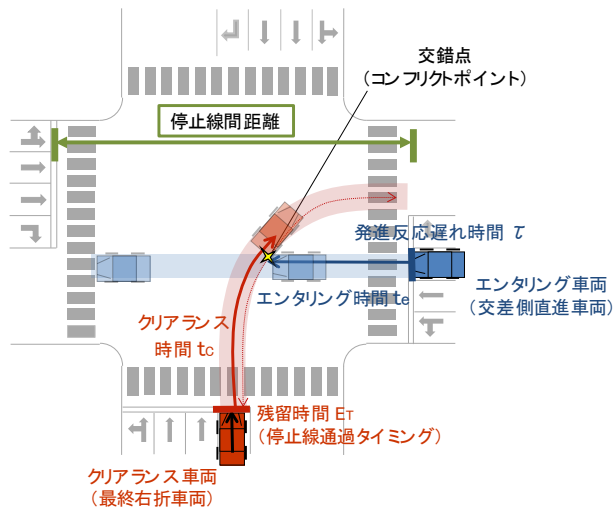 交錯点
（コンフリクトポイント）
停止線間距離
発進反応遅れ時間 τ
エンタリング時間 te
エンタリング車両
（交差側直進車両）
クリアランス
時間 tC
残留時間 ET
（停止線通過タイミング）
クリアランス車両
（最終右折車両）